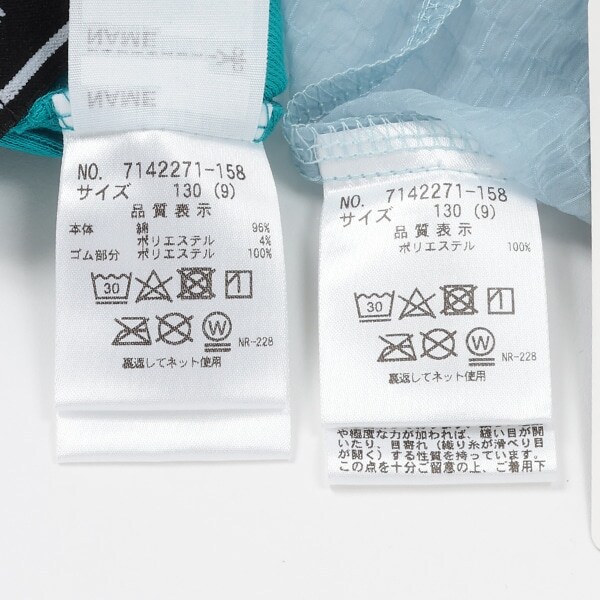 NAME
NAME
NO. 7142271-158
サイズ 130 (9)
品質表示
本体 綿 96%
ポリエステル 4%
ゴム部分 ポリエステル 100%
30
W
NR-228
裏返してネット使用
NO. 7142271-158
サイズ 130 (9)
品質表示
ポリエステル 100%
30
W
NR-228
裏返してネット使用
や極度な力が加われば、縫い目が開
いたり、目寄れ(織り糸が滑べり目
が開く)する性質を持っています。
この点を十分ご留意の上、ご着用下